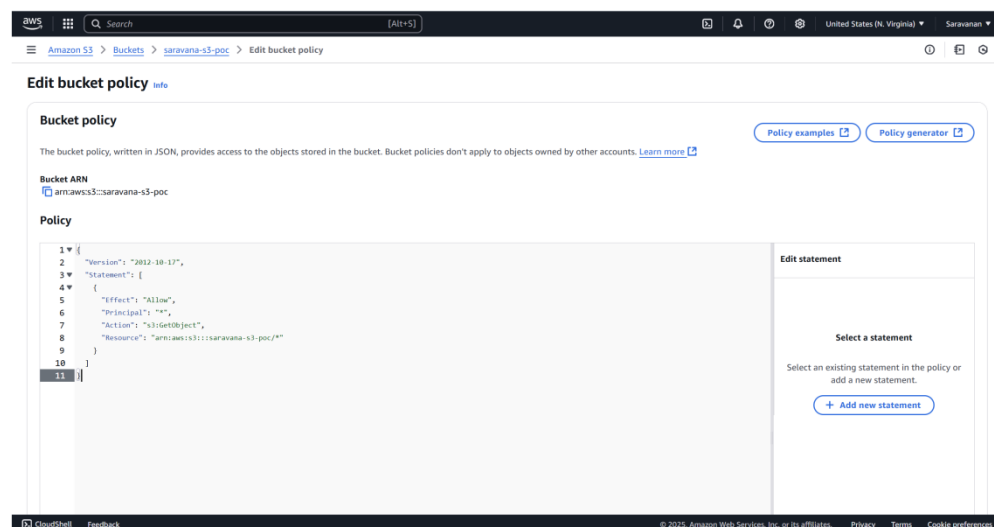 aws
Search [Alt+S]
United States (N. Virginia) ▼ Saravanan ▼
Amazon S3 > Buckets > saravana-s3-poc > Edit bucket policy
Edit bucket policy Info
Bucket policy
Policy examples
Policy generator
The bucket policy, written in JSON, provides access to the objects stored in the bucket. Bucket policies don't apply to objects owned by other accounts. Learn more
Bucket ARN
arn:aws:s3:::saravana-s3-poc
Policy
1 {
2 "Version": "2012-10-17",
3 "Statement": [
4 {
5 "Effect": "Allow",
6 "Principal": "*",
7 "Action": "s3:GetObject",
8 "Resource": "arn:aws:s3:::saravana-s3-poc/*"
9 }
10 ]
11 }
Edit statement
Select a statement
Select an existing statement in the policy or
add a new statement.
+ Add new statement
CloudShell Feedback
© 2025, Amazon Web Services, Inc. or its affiliates. Privacy Terms Cookie preferences